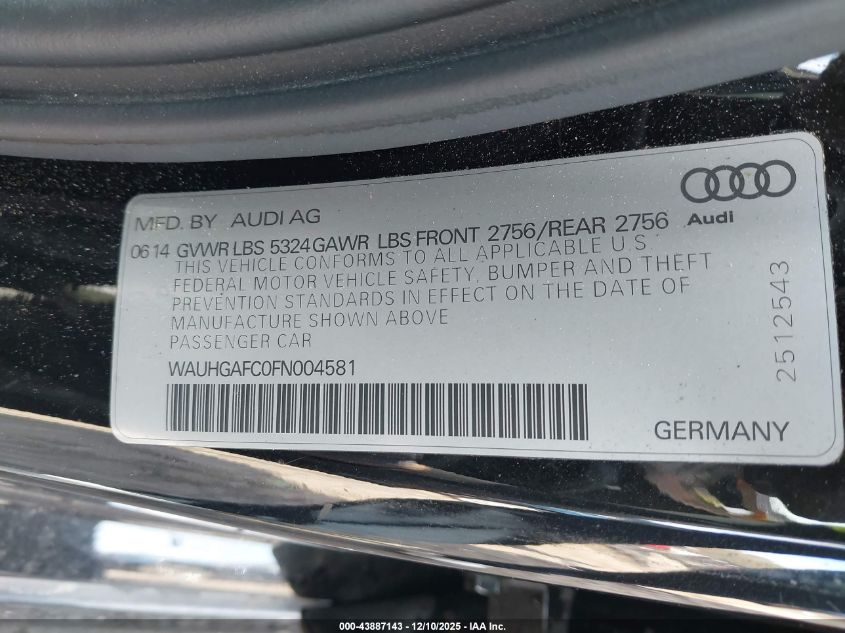 MFD. BY AUDI AG
Audi
06 14 GVWR LBS 5324 GAWR LBS FRONT 2756/REAR 2756
THIS VEHICLE CONFORMS TO ALL APPLICABLE U S
FEDERAL MOTOR VEHICLE SAFETY, BUMPER AND THEFT
PREVENTION STANDARDS IN EFFECT ON THE DATE OF
MANUFACTURE SHOWN ABOVE
PASSENGER CAR
WAUHGAFC0FN004581
GERMANY
2512543
000-43887143 - 12/10/2025 - IAA Inc.